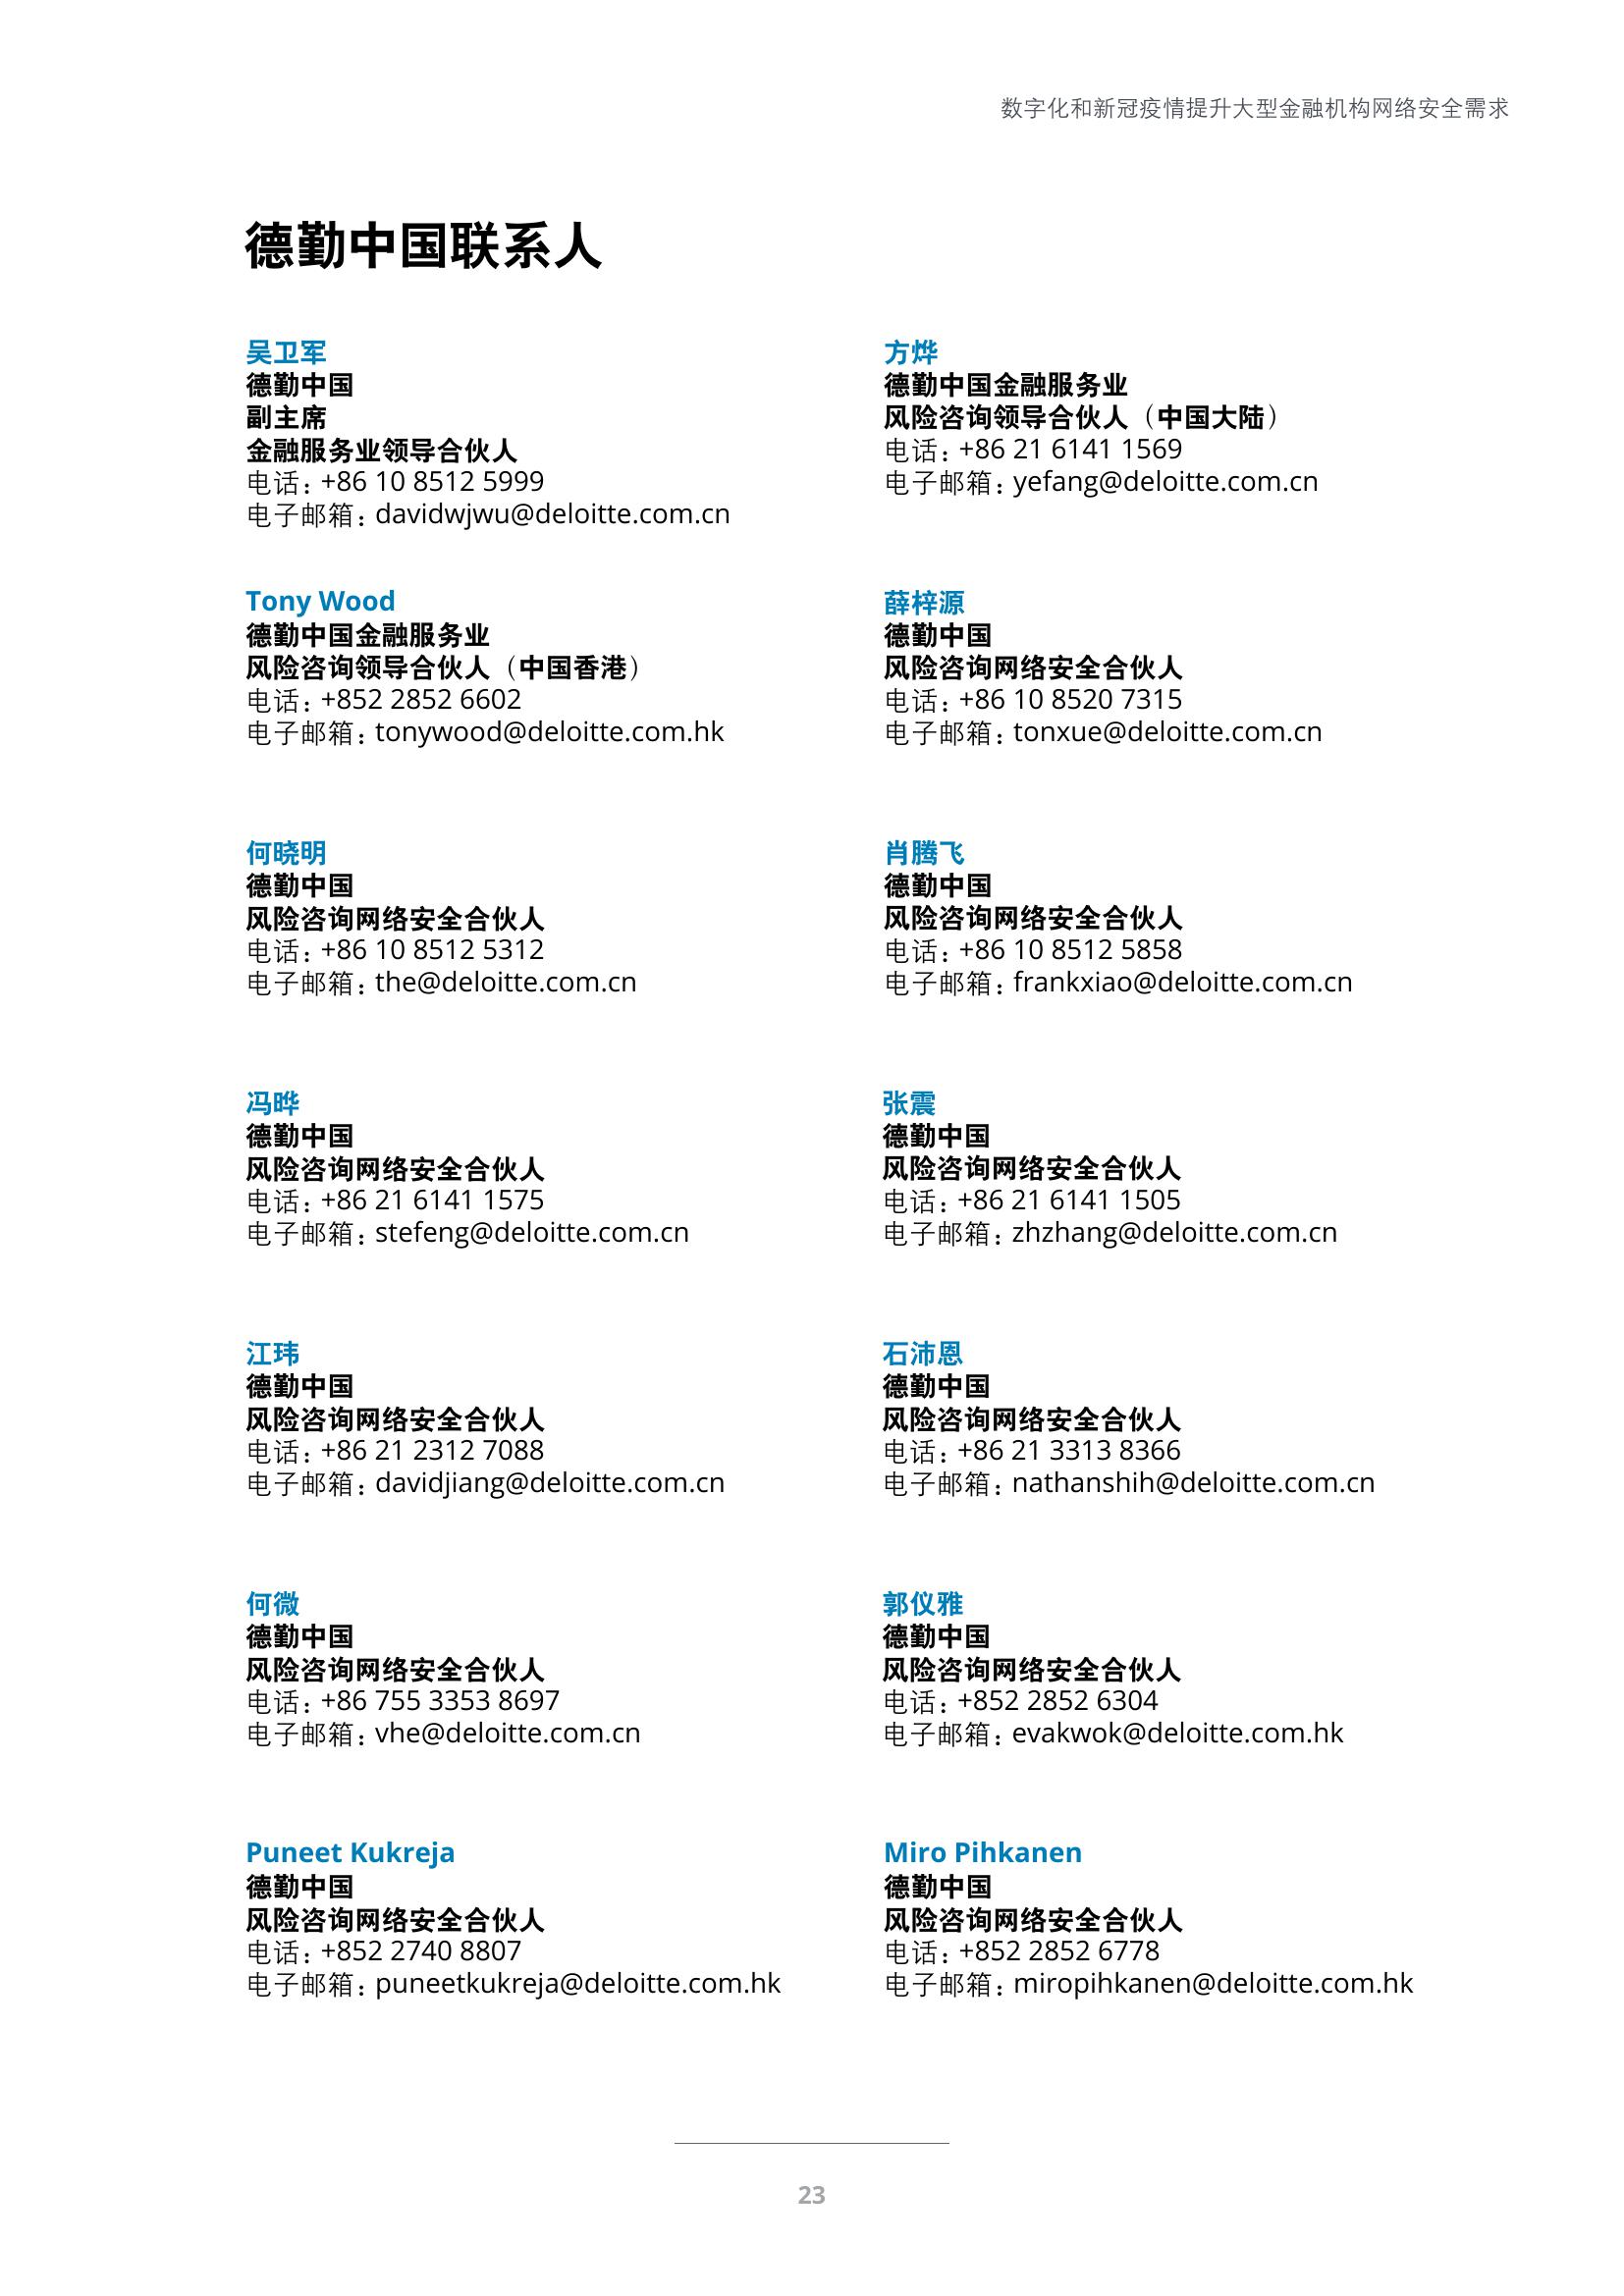 数字化和新冠疫情提升大型金融机构网络安全需求
德勤中国联系人
吴卫军
德勤中国
副主席
金融服务业领导合伙人
电话：+86 10 8512 5999
电子邮箱：davidwjwu@deloitte.com.cn
方烨
德勤中国金融服务业
风险咨询领导合伙人（中国大陆）
电话：+86 21 6141 1569
电子邮箱：yefang@deloitte.com.cn
Tony Wood
德勤中国金融服务业
风险咨询领导合伙人（中国香港）
电话：+852 2852 6602
电子邮箱：tonywood@deloitte.com.hk
薛梓源
德勤中国
风险咨询网络安全合伙人
电话：+86 10 8520 7315
电子邮箱：tonxue@deloitte.com.cn
何晓明
德勤中国
风险咨询网络安全合伙人
电话：+86 10 8512 5312
电子邮箱：the@deloitte.com.cn
肖腾飞
德勤中国
风险咨询网络安全合伙人
电话：+86 10 8512 5858
电子邮箱：frankxiao@deloitte.com.cn
冯晔
德勤中国
风险咨询网络安全合伙人
电话：+86 21 6141 1575
电子邮箱：stefeng@deloitte.com.cn
张震
德勤中国
风险咨询网络安全合伙人
电话：+86 21 6141 1505
电子邮箱：zhzhang@deloitte.com.cn
江玮
德勤中国
风险咨询网络安全合伙人
电话：+86 21 2312 7088
电子邮箱：davidjiang@deloitte.com.cn
石沛恩
德勤中国
风险咨询网络安全合伙人
电话：+86 21 3313 8366
电子邮箱：nathanshih@deloitte.com.cn
何微
德勤中国
风险咨询网络安全合伙人
电话：+86 755 3353 8697
电子邮箱：vhe@deloitte.com.cn
郭仪雅
德勤中国
风险咨询网络安全合伙人
电话：+852 2852 6304
电子邮箱：evakwok@deloitte.com.hk
Puneet Kukreja
德勤中国
风险咨询网络安全合伙人
电话：+852 2740 8807
电子邮箱：puneetkukreja@deloitte.com.hk
Miro Pihkanen
德勤中国
风险咨询网络安全合伙人
电话：+852 2852 6778
电子邮箱：miropihkanen@deloitte.com.hk
23